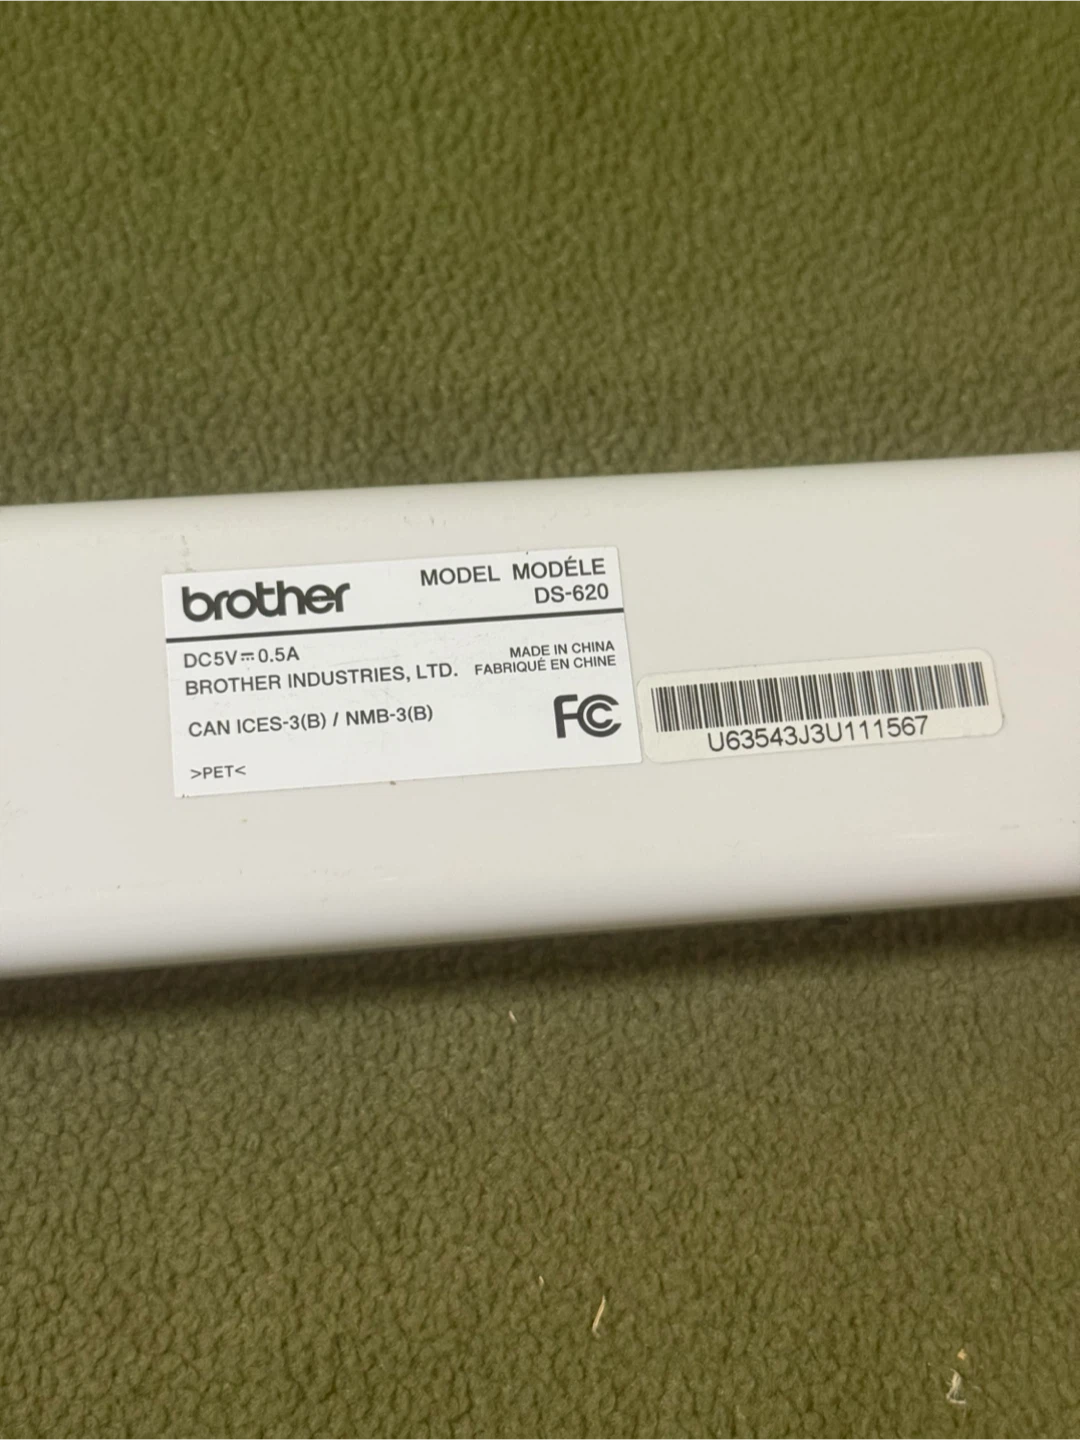 brother
MODEL MODÉLE
DS-620
DC5V⎓0.5A
BROTHER INDUSTRIES, LTD.
MADE IN CHINA
FABRIQUÉ EN CHINE
CAN ICES-3(B) / NMB-3(B)
FC
>PET<
U63543J3U111567